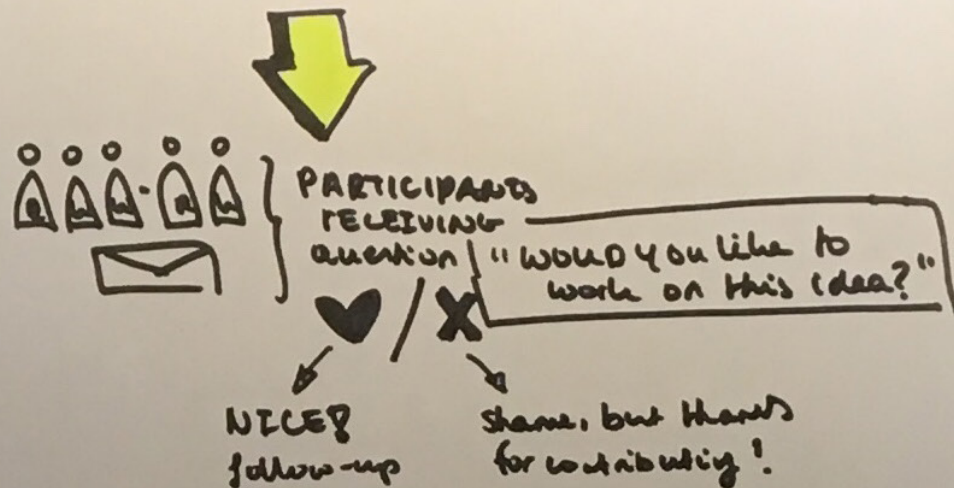 PARTICIPANTS
RECEIVING
question
"WOULD YOU like to
work on this idea?"
NICE!
follow-up
shame, but thanks
for contributing!